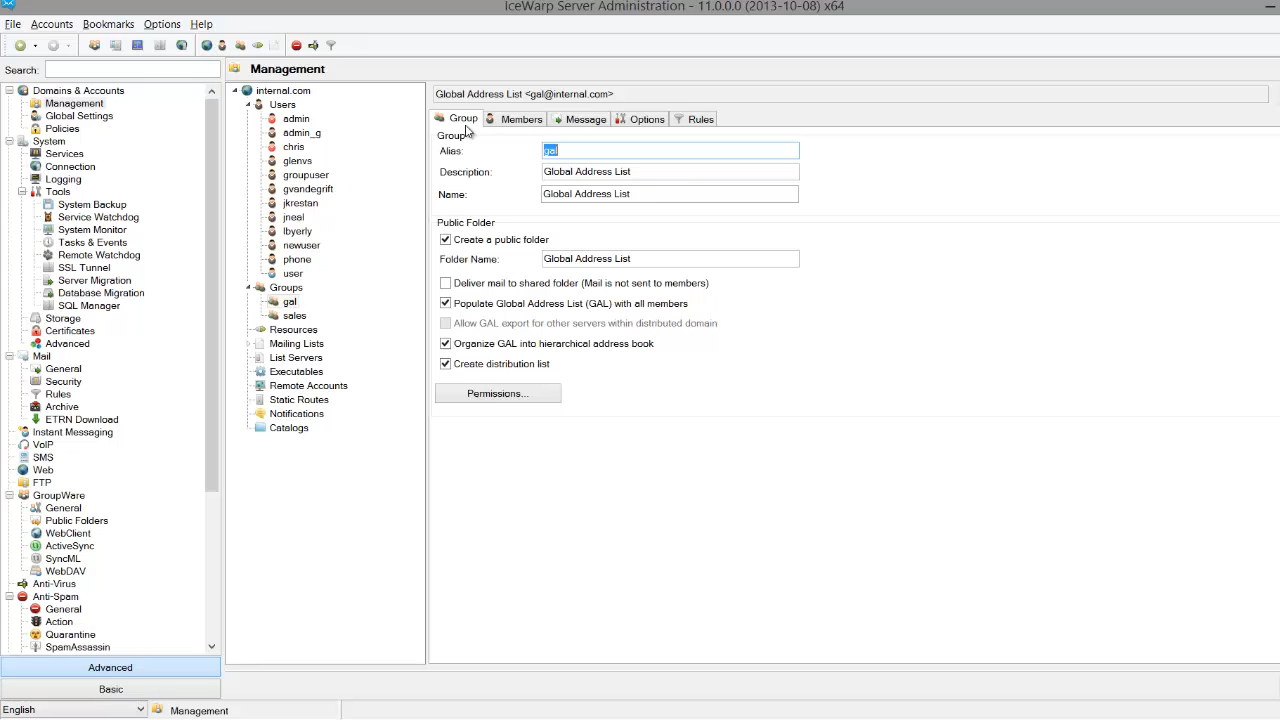 IceWarp Server Administration - 11.0.0.0 (2013-10-08) x64
File Accounts Bookmarks Options Help
Search:
Domains & Accounts
Management
Global Settings
Policies
System
Services
Connection
Logging
Tools
System Backup
Service Watchdog
System Monitor
Tasks & Events
Remote Watchdog
SSL Tunnel
Server Migration
Database Migration
SQL Manager
Storage
Certificates
Advanced
Mail
General
Security
Rules
Archive
ETRN Download
Instant Messaging
VoIP
SMS
Web
FTP
GroupWare
General
Public Folders
WebClient
ActiveSync
SyncML
WebDAV
Anti-Virus
Anti-Spam
General
Action
Quarantine
SpamAssassin
Advanced
Basic
English
Management
Management
internal.com
Users
admin
admin_g
chris
glenvs
groupuser
gvandegrift
jkrestan
jneal
lbyerly
newuser
phone
user
Groups
gal
sales
Resources
Mailing Lists
List Servers
Executables
Remote Accounts
Static Routes
Notifications
Catalogs
Global Address List <gal@internal.com>
Group Members Message Options Rules
Group
Alias: gal
Description: Global Address List
Name: Global Address List
Public Folder
Create a public folder
Folder Name: Global Address List
Deliver mail to shared folder (Mail is not sent to members)
Populate Global Address List (GAL) with all members
Allow GAL export for other servers within distributed domain
Organize GAL into hierarchical address book
Create distribution list
Permissions...